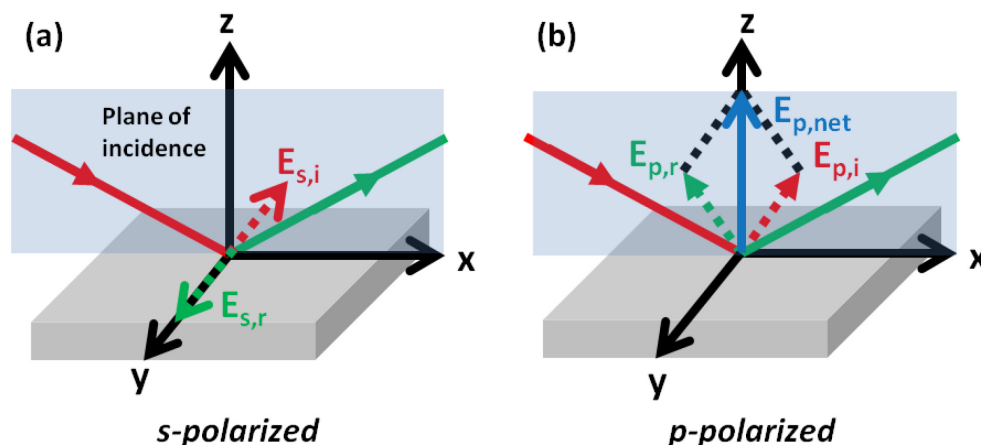 (a)
z
Plane of
incidence
E_s,i
x
E_s,r
y
s-polarized
(b)
z
E_p,net
E_p,r
E_p,i
x
y
p-polarized